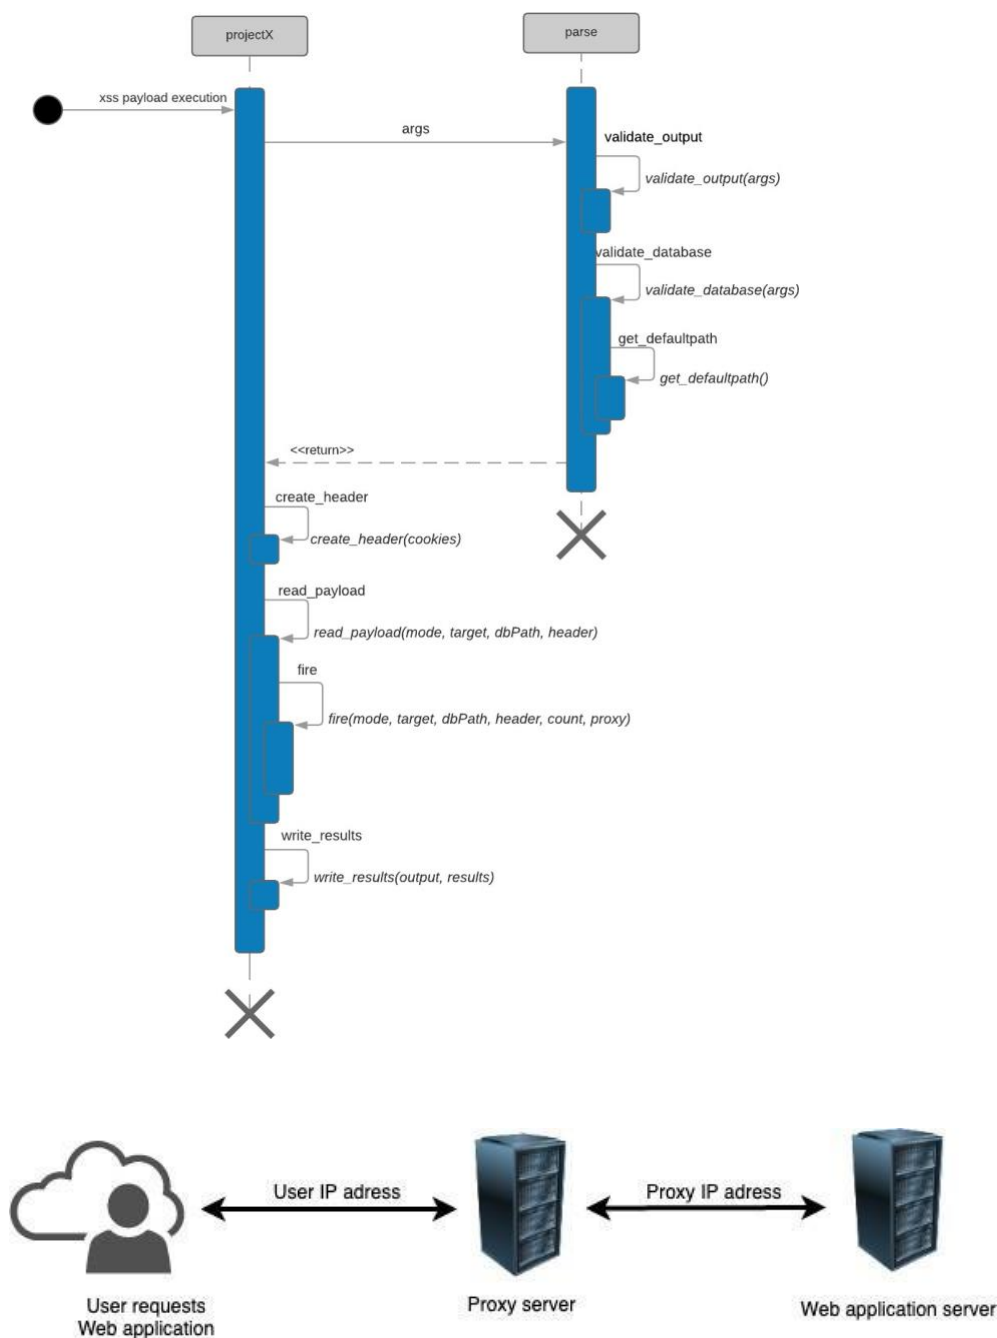 projectX
parse
xss payload execution
args
validate_output
validate_output(args)
validate_database
validate_database(args)
get_defaultpath
get_defaultpath()
<<return>>
create_header
create_header(cookies)
read_payload
read_payload(mode, target, dbPath, header)
fire
fire(mode, target, dbPath, header, count, proxy)
write_results
write_results(output, results)
User IP adress
Proxy IP adress
User requests
Web application
Proxy server
Web application server